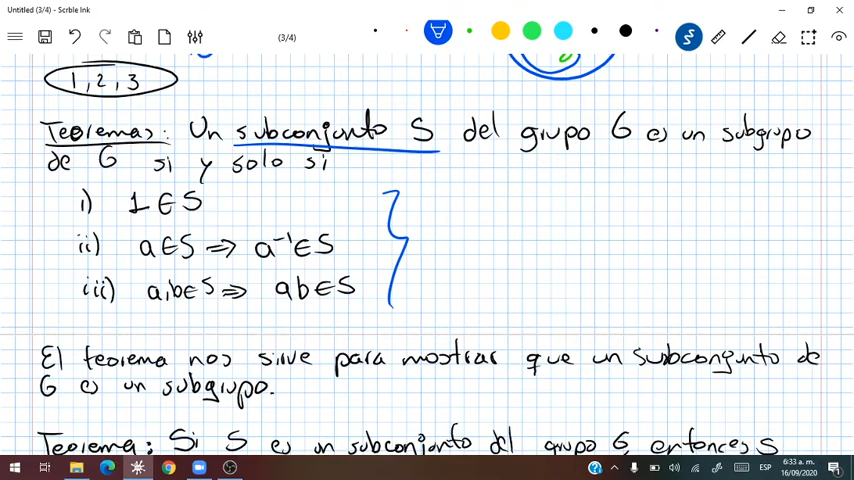 Untitled (3/4) - Scrble Ink
(3/4)
1, 2, 3
Teoremas: Un subconjunto S del grupo G es un subgrupo
de G si y solo si
i) 1 ∈ S
ii) a ∈ S ⇒ a⁻¹ ∈ S
iii) a, b ∈ S ⇒ ab ∈ S
El teorema nos sirve para mostrar que un subconjunto de
G es un subgrupo.
Teorema: Si S es un subconjunto del grupo G, entonces S
ESP
6:33 a. m.
16/09/2020